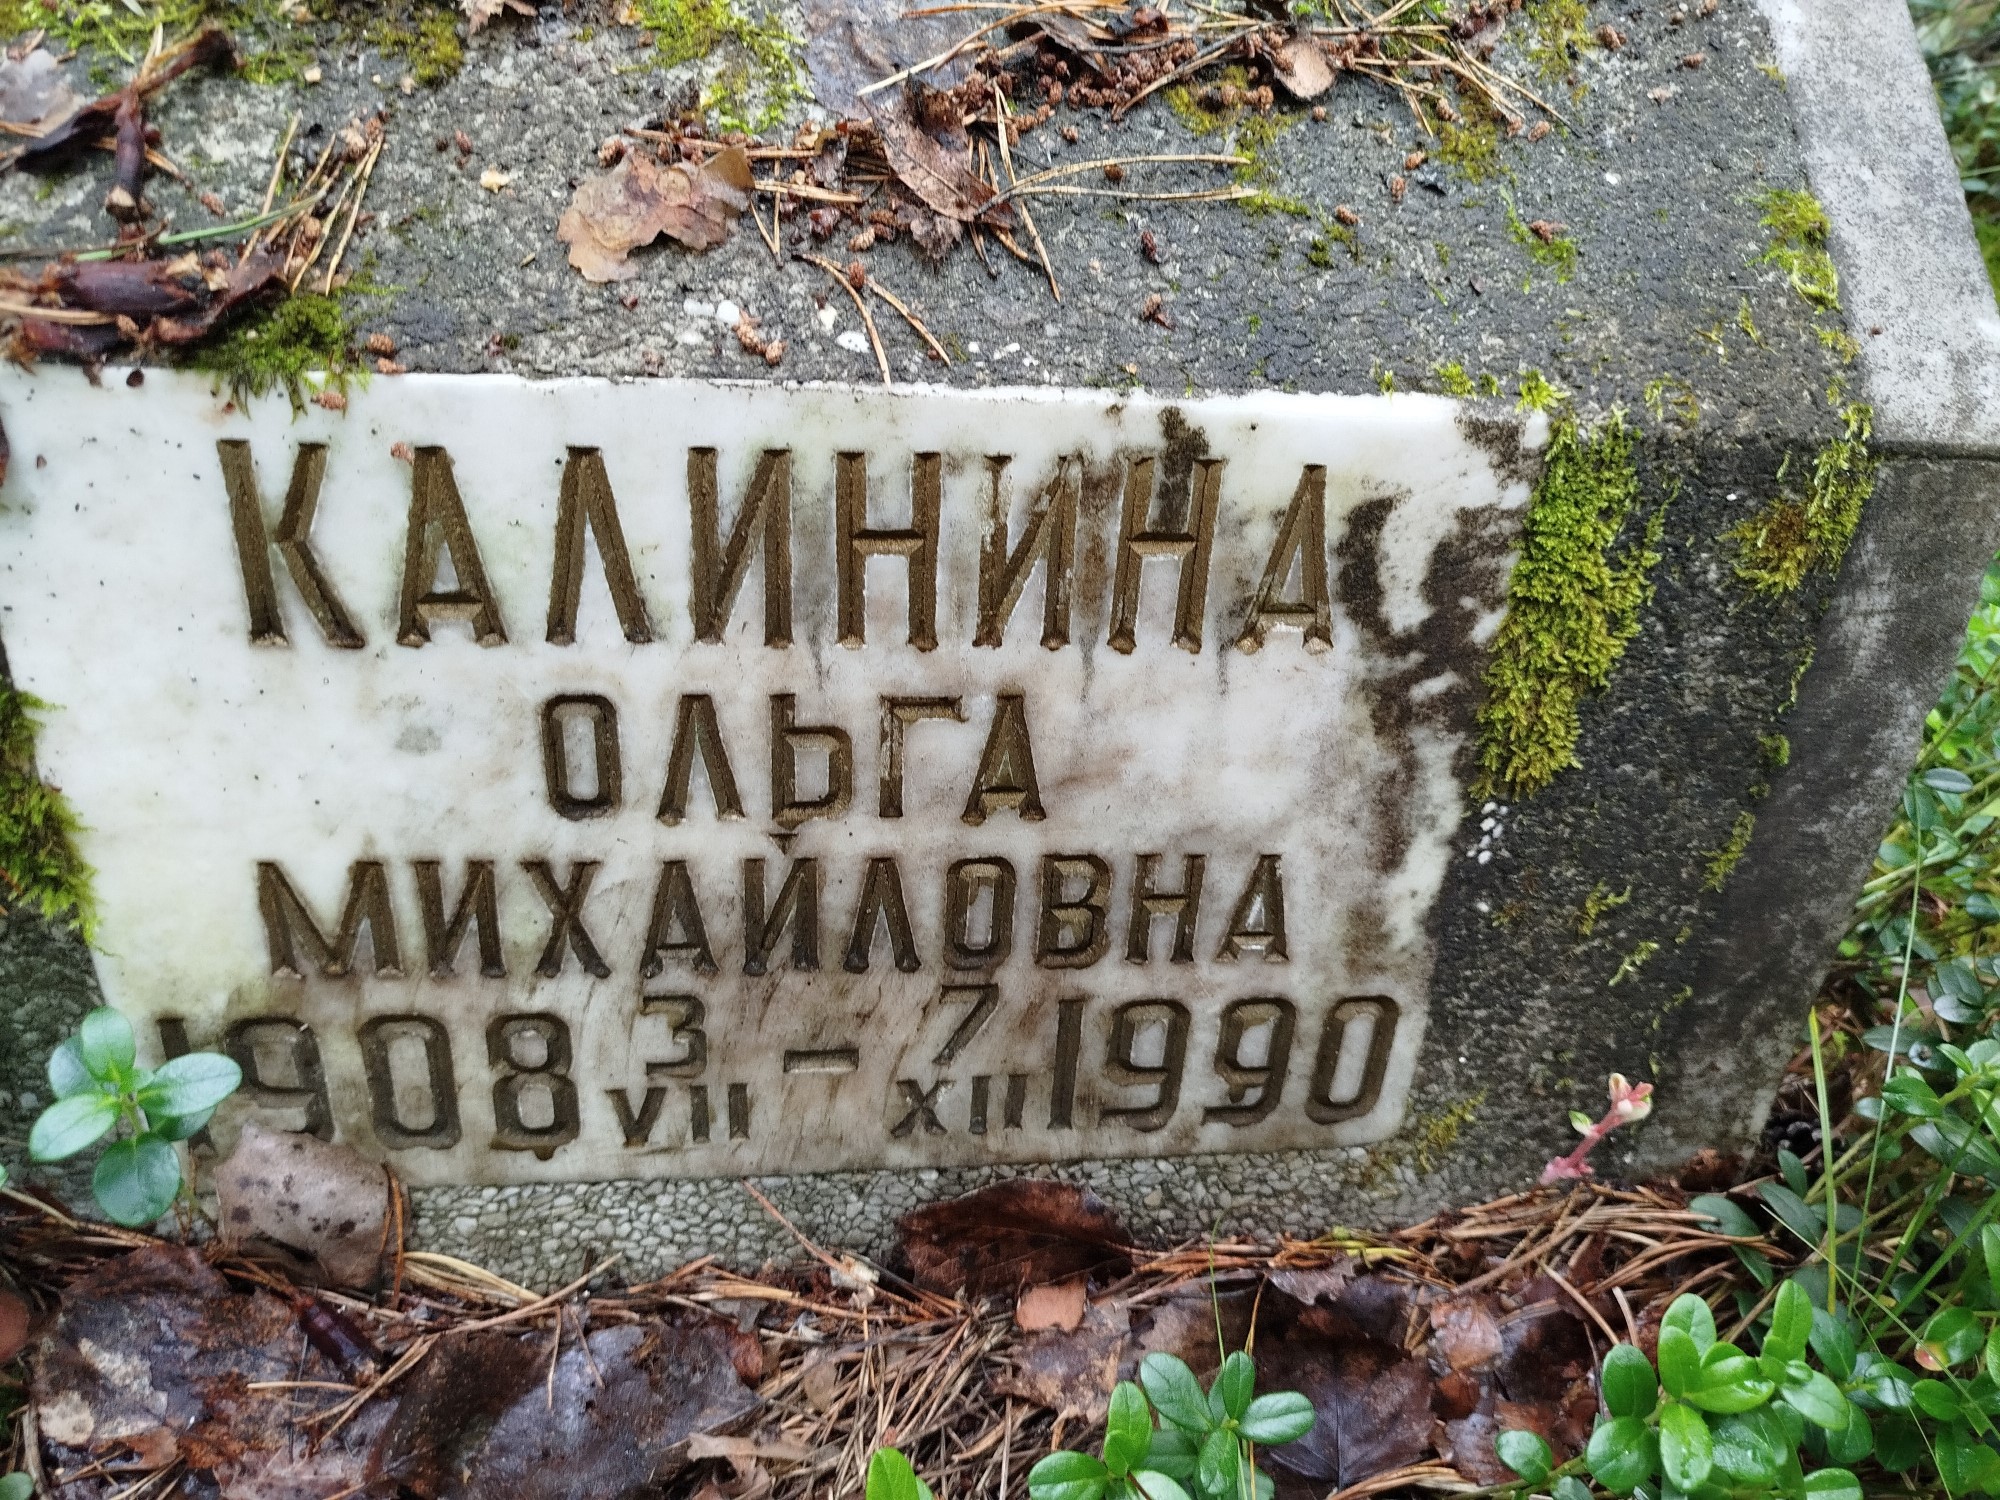 КАЛИНИНА
ОЛЬГА
МИХАЙЛОВНА
1908 3/VII – 7/XII 1990